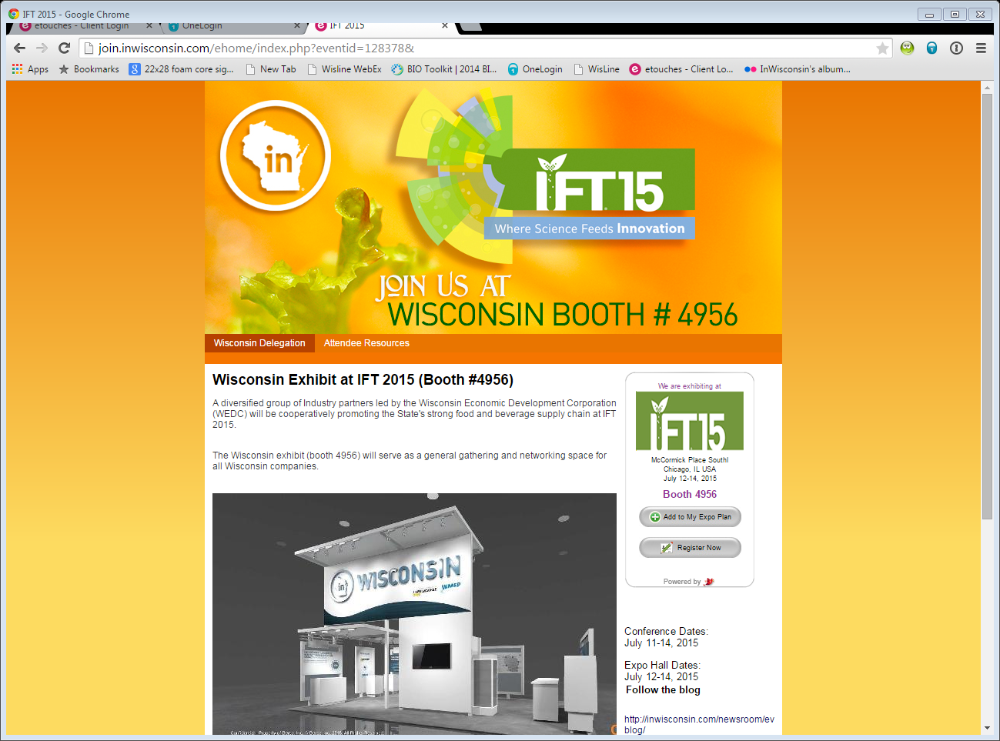 IFT 2015 - Google Chrome
etouches - Client Login
OneLogin
IFT 2015
join.inwisconsin.com/ehome/index.php?eventid=128378&
Apps
Bookmarks
22x28 foam core sig...
New Tab
Wisline WebEx
BIO Toolkit | 2014 BI...
OneLogin
WisLine
etouches - Client Lo...
InWisconsin's album...
in
IFT15
Where Science Feeds Innovation
JOIN US AT
WISCONSIN BOOTH # 4956
Wisconsin Delegation
Attendee Resources
Wisconsin Exhibit at IFT 2015 (Booth #4956)
A diversified group of Industry partners led by the Wisconsin Economic Development Corporation
(WEDC) will be cooperatively promoting the State's strong food and beverage supply chain at IFT
2015.
The Wisconsin exhibit (booth 4956) will serve as a general gathering and networking space for
all Wisconsin companies.
in
WISCONSIN
WMEP
We are exhibiting at
IFT15
McCormick Place South!
Chicago, IL USA
July 12-14, 2015
Booth 4956
Add to My Expo Plan
Register Now
Powered by
Conference Dates:
July 11-14, 2015
Expo Hall Dates:
July 12-14, 2015
Follow the blog
http://inwisconsin.com/newsroom/ev
blog/